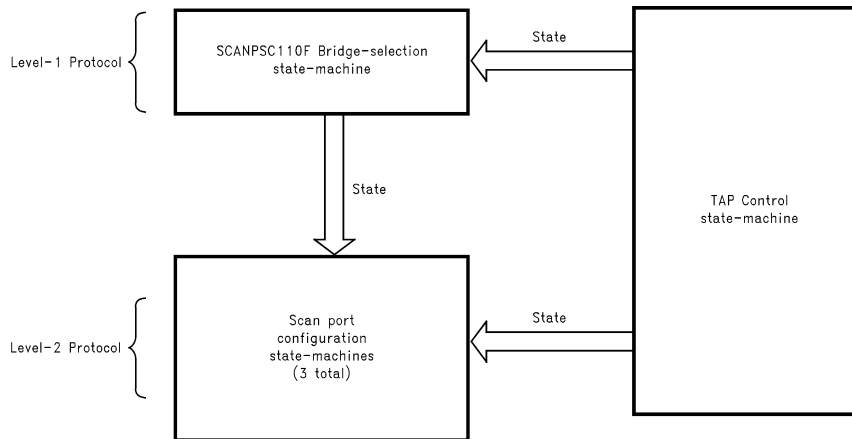 Level-1 Protocol
SCANPSC110F Bridge-selection
state-machine
State
State
TAP Control
state-machine
Level-2 Protocol
Scan port
configuration
state-machines
(3 total)
State